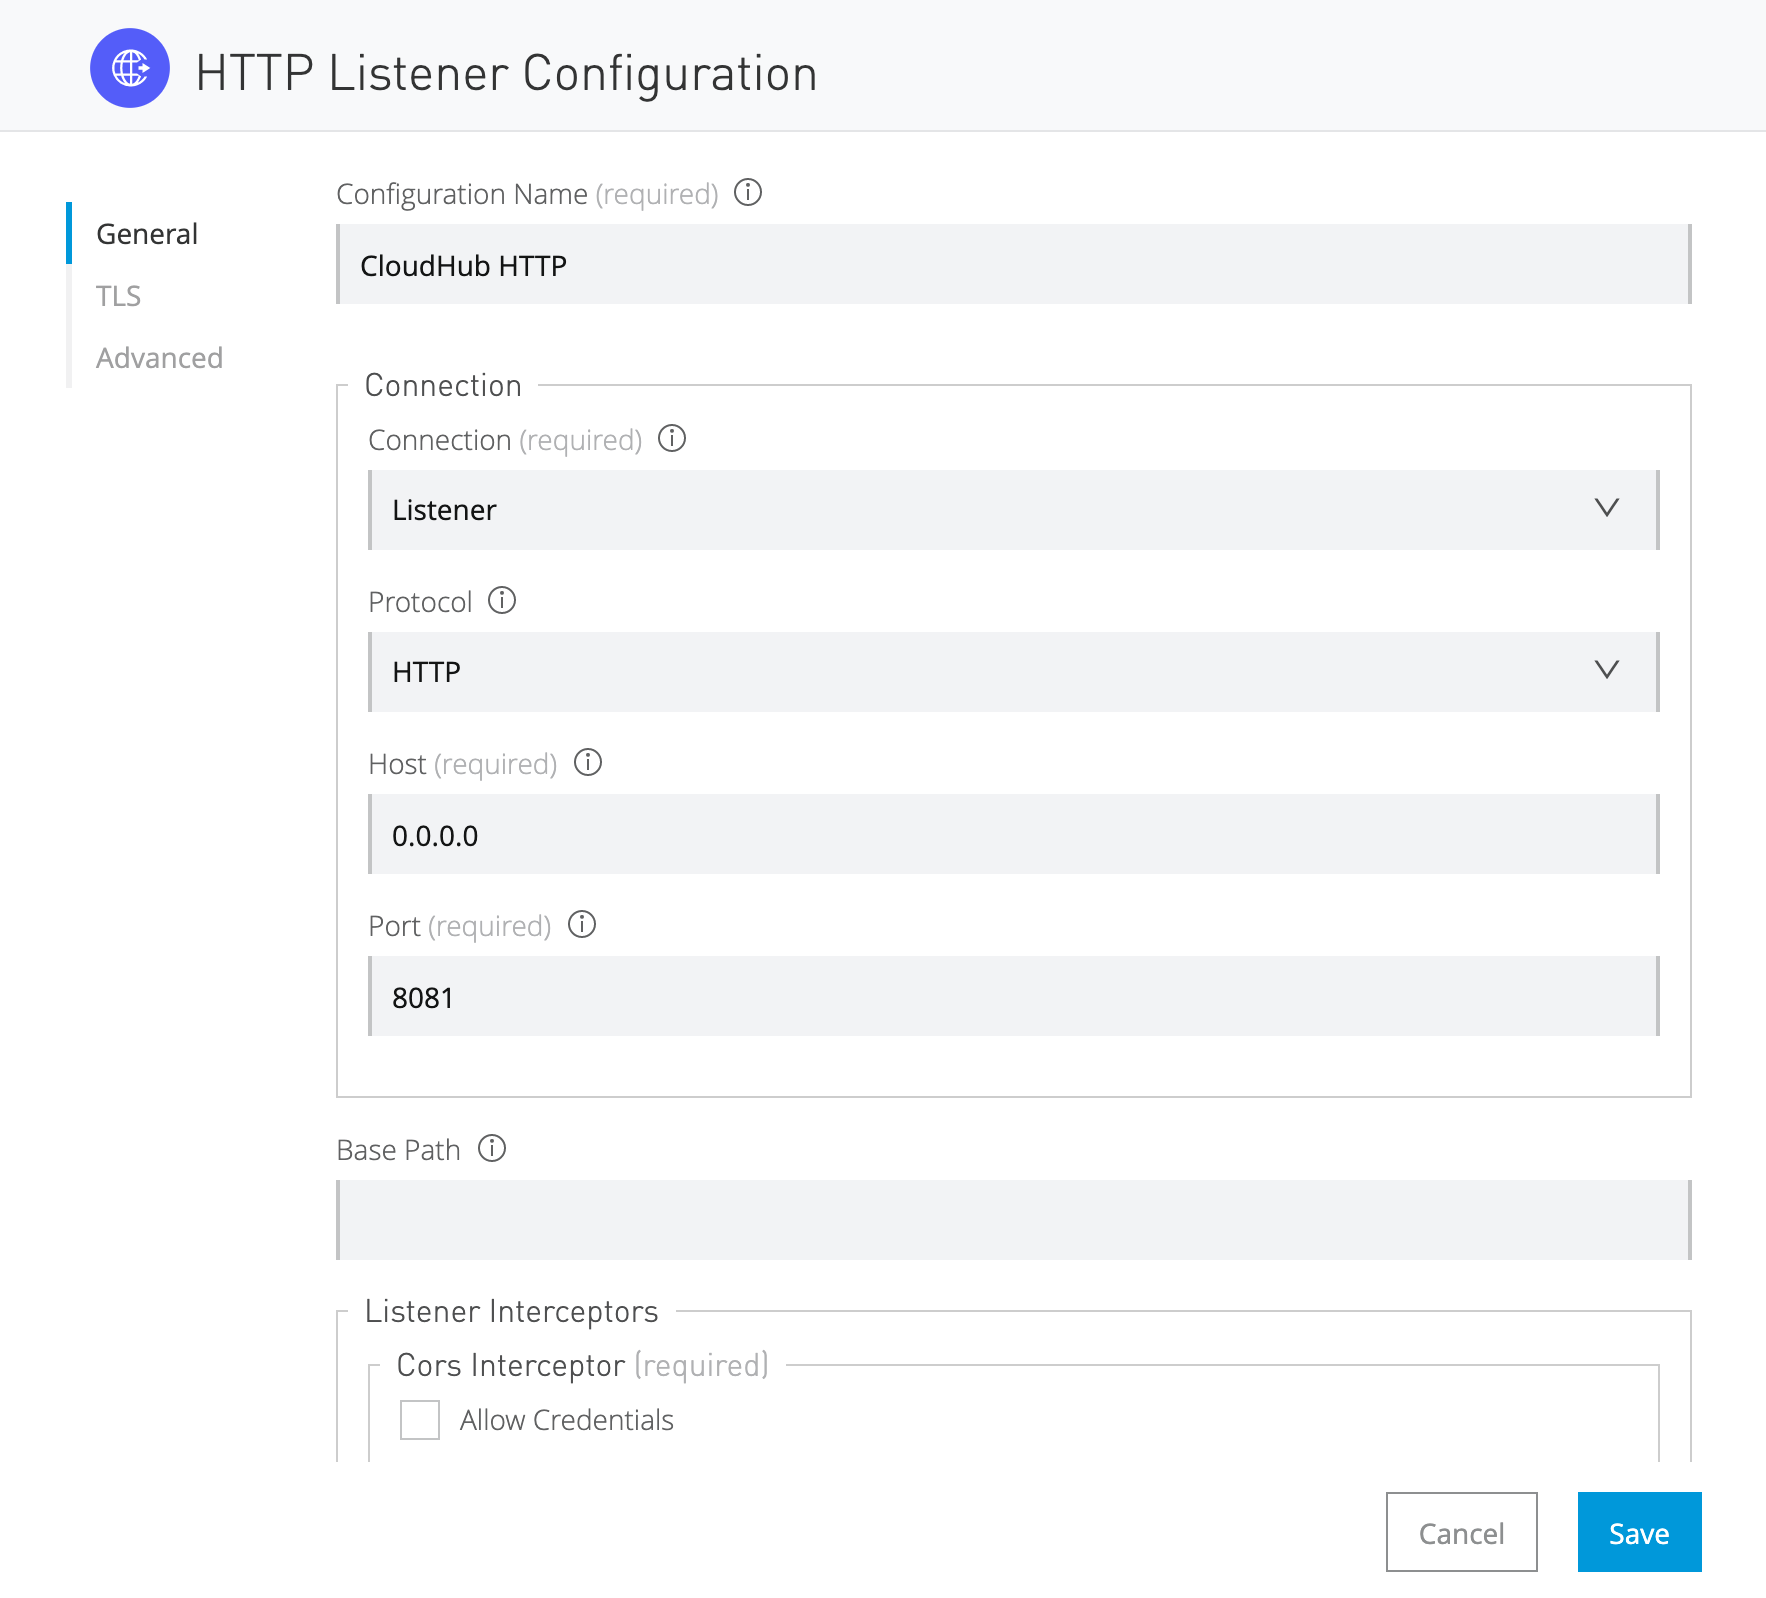 HTTP Listener Configuration
General
TLS
Advanced
Configuration Name (required)
CloudHub HTTP
Connection
Connection (required)
Listener
Protocol
HTTP
Host (required)
0.0.0.0
Port (required)
8081
Base Path
Listener Interceptors
Cors Interceptor (required)
Allow Credentials
Cancel
Save